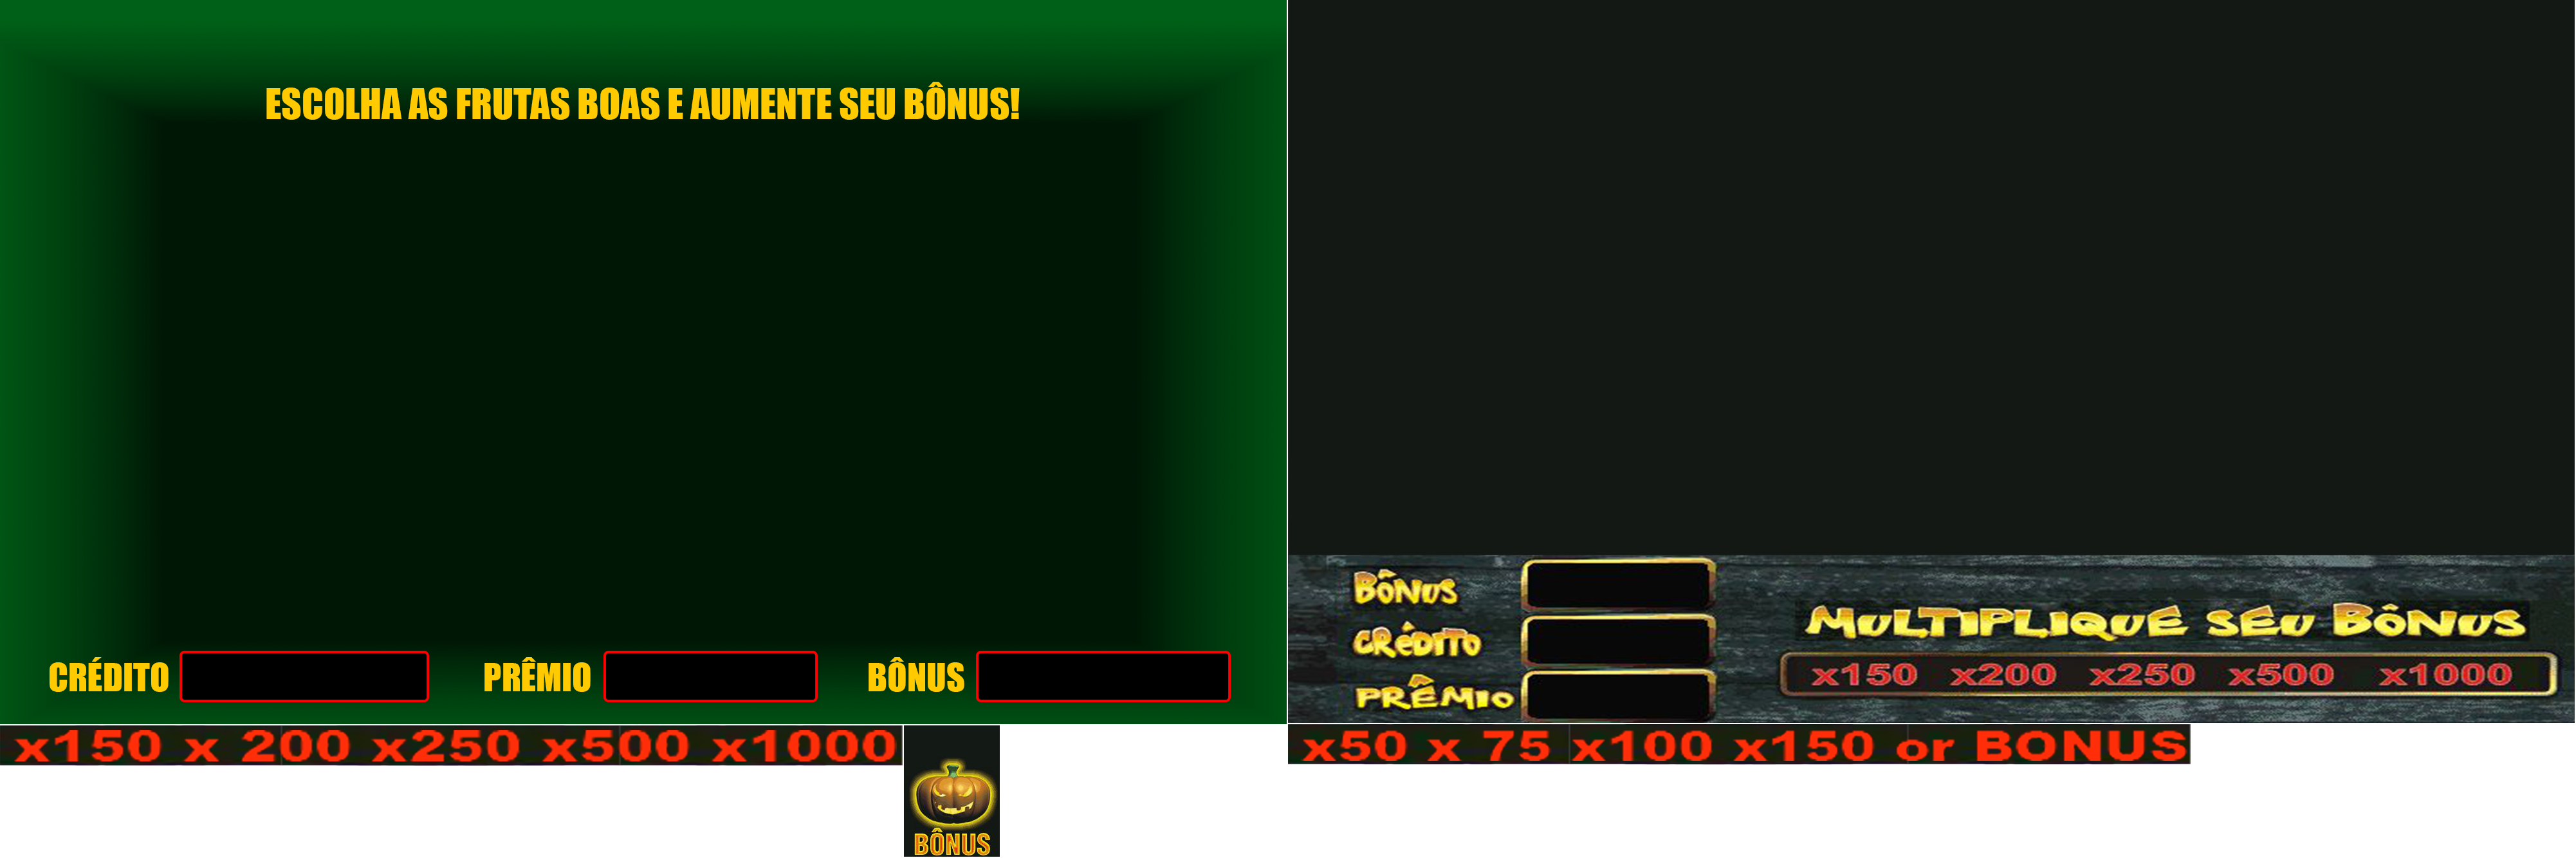 ESCOLHA AS FRUTAS BOAS E AUMENTE SEU BÔNUS!
CRÉDITO PRÊMIO BÔNUS
BÔNUS
CRÉDITO
PRÊMIO
MULTIPLIQUE SEU BÔNUS
x150 x200 x250 x500 x1000
x150 x 200 x250 x500 x1000
BÔNUS
x50 x 75 x100 x150 or BONUS